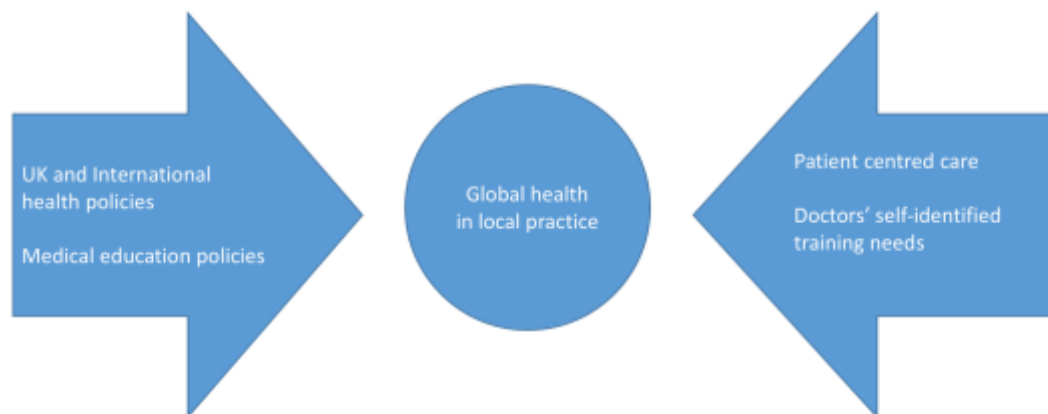 UK and International
health policies
Medical education policies
Global health
in local practice
Patient centred care
Doctors' self-identified
training needs